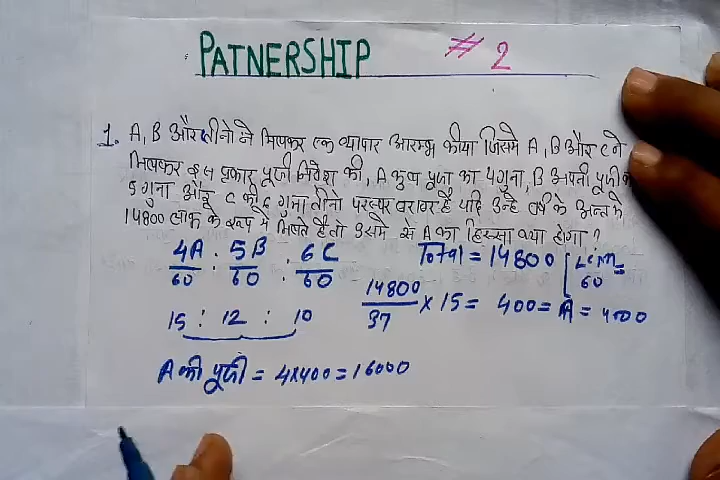 PATNERSHIP # 2
1. A, B और तीनो ने मिलकर एक व्यापार आरम्भ कीया जिसमे A, B और C ने
मिलकर इस प्रकार पूंजी निवेश की, A कुल पूंजी का 4 गुना, B अपनी पूंजी का
5 गुना और C की 6 गुना तीनो परस्पर बराबर है यदि उन्हे वर्ष के अन्त मे
14800 लाभ के रूप मे मिलते है तो उसमे से A का हिस्सा क्या होगा ?
4A/60 : 5B/60 : 6C/60 Total = 14800 LCM = 60
15 : 12 : 10 14800/37 × 15 = 400 = A = 400
A की पूंजी = 4×400 = 16000